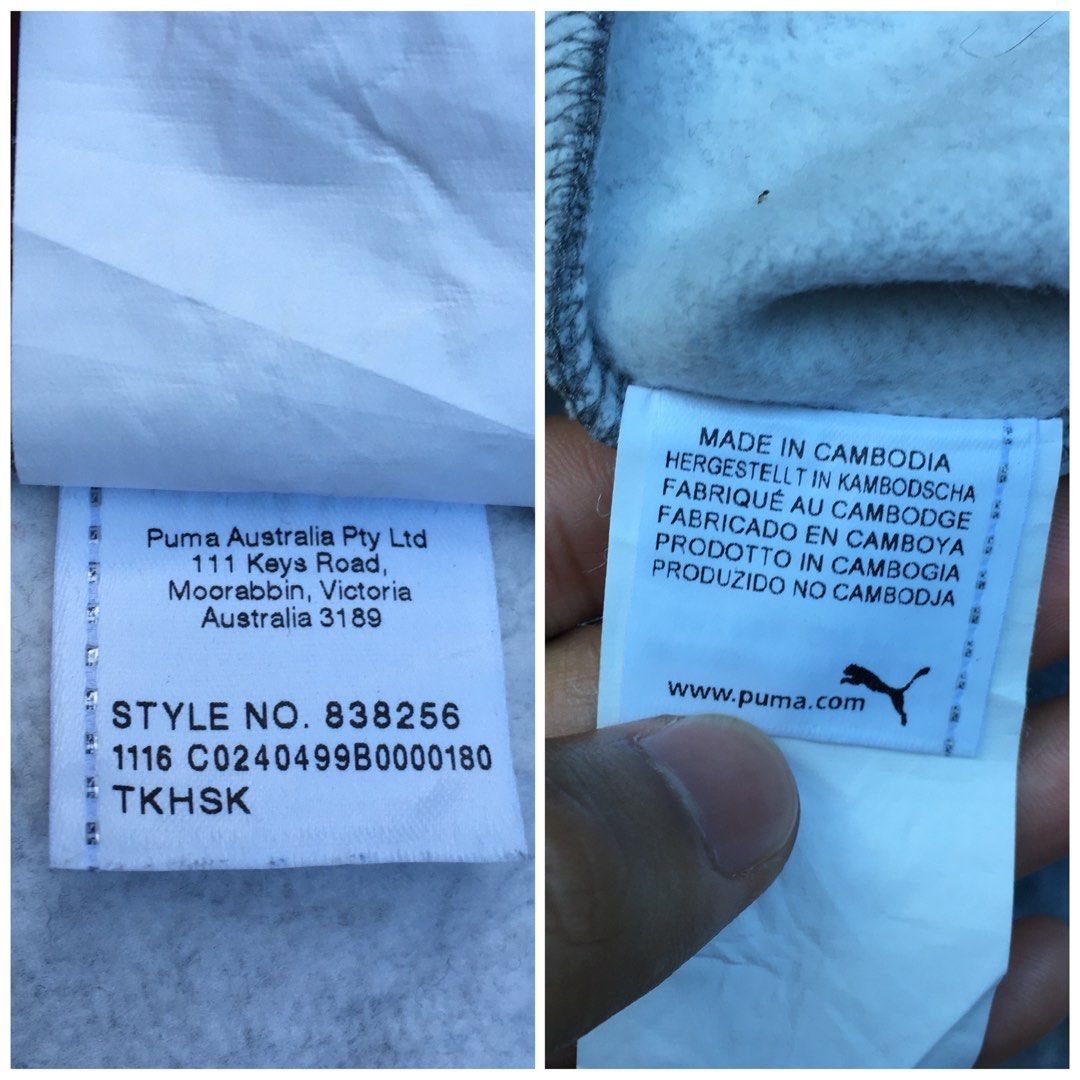 Puma Australia Pty Ltd
111 Keys Road,
Moorabbin, Victoria
Australia 3189
STYLE NO. 838256
1116 C0240499B0000180
TKHSK
MADE IN CAMBODIA
HERGESTELLT IN KAMBODSCHA
FABRIQUÉ AU CAMBODGE
FABRICADO EN CAMBOYA
PRODOTTO IN CAMBOGIA
PRODUZIDO NO CAMBODJA
www.puma.com